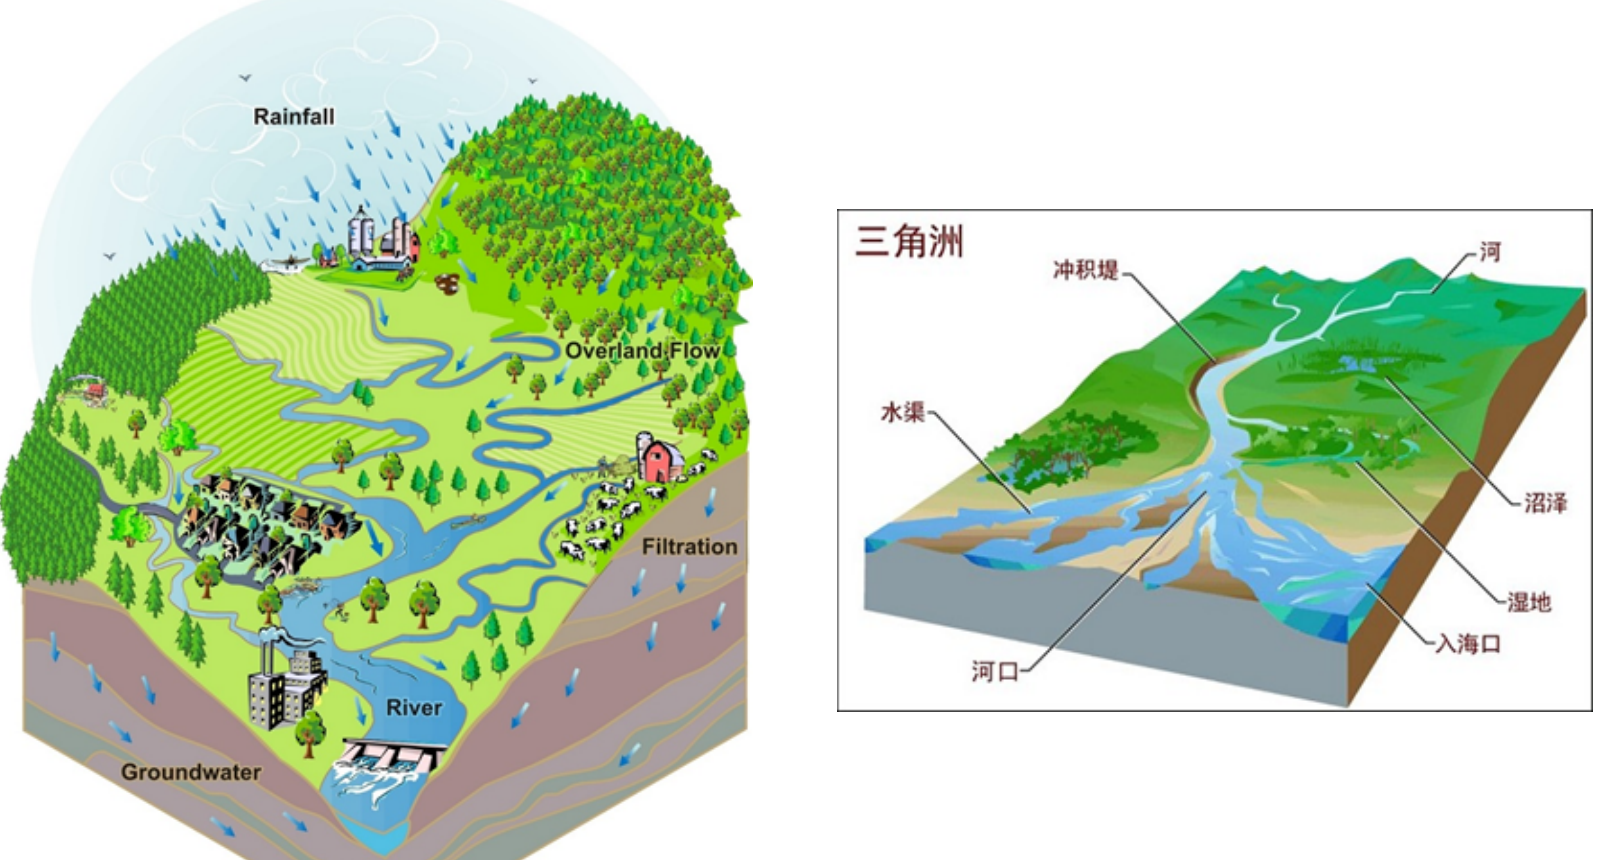 Rainfall
Overland Flow
Filtration
River
Groundwater
三角洲
冲积堤
河
水渠
沼泽
湿地
入海口
河口